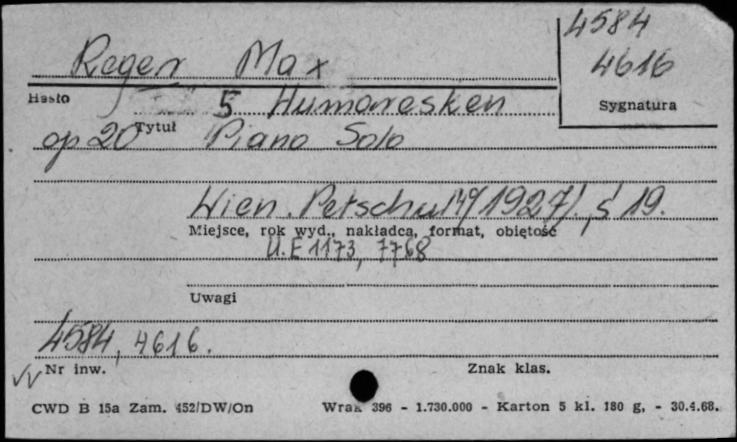 4584
Reger Max 4616
Hasło 5 Humoresken Sygnatura
op 20 Tytuł Piano Solo
Wien. /1927/, s 19.
Miejsce, rok wyd., nakładca, format, objętość
U.E 1173, 7768
Uwagi
4584, 4616.
Nr inw. Znak klas.
CWD B 15a Zam. 452/DW/On Wrak 396 - 1.730.000 - Karton 5 kl. 180 g, - 30.4.68.